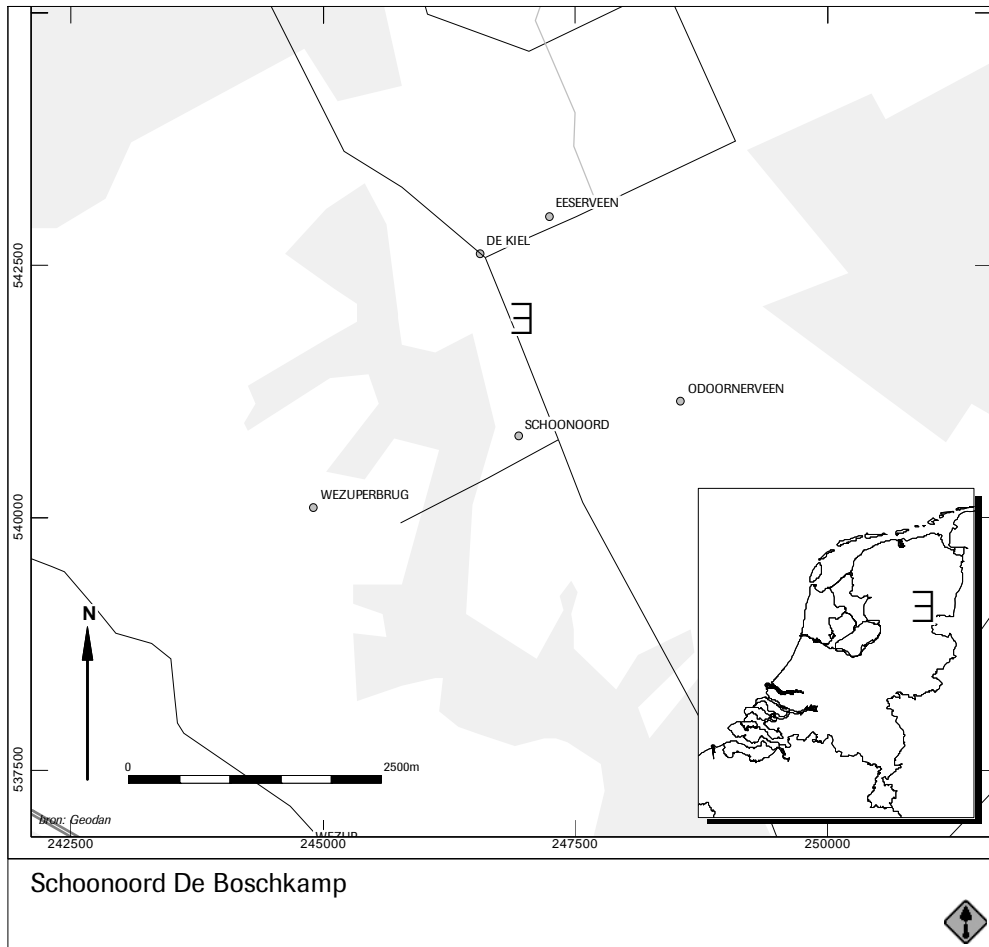 EESERVEEN
DE KIEL
542500
ODOORNERVEEN
SCHOONOORD
WEZUPERBRUG
540000
N
0 2500m
537500
bron: Geodan
WEZUP
242500 245000 247500 250000
Schoonoord De Boschkamp